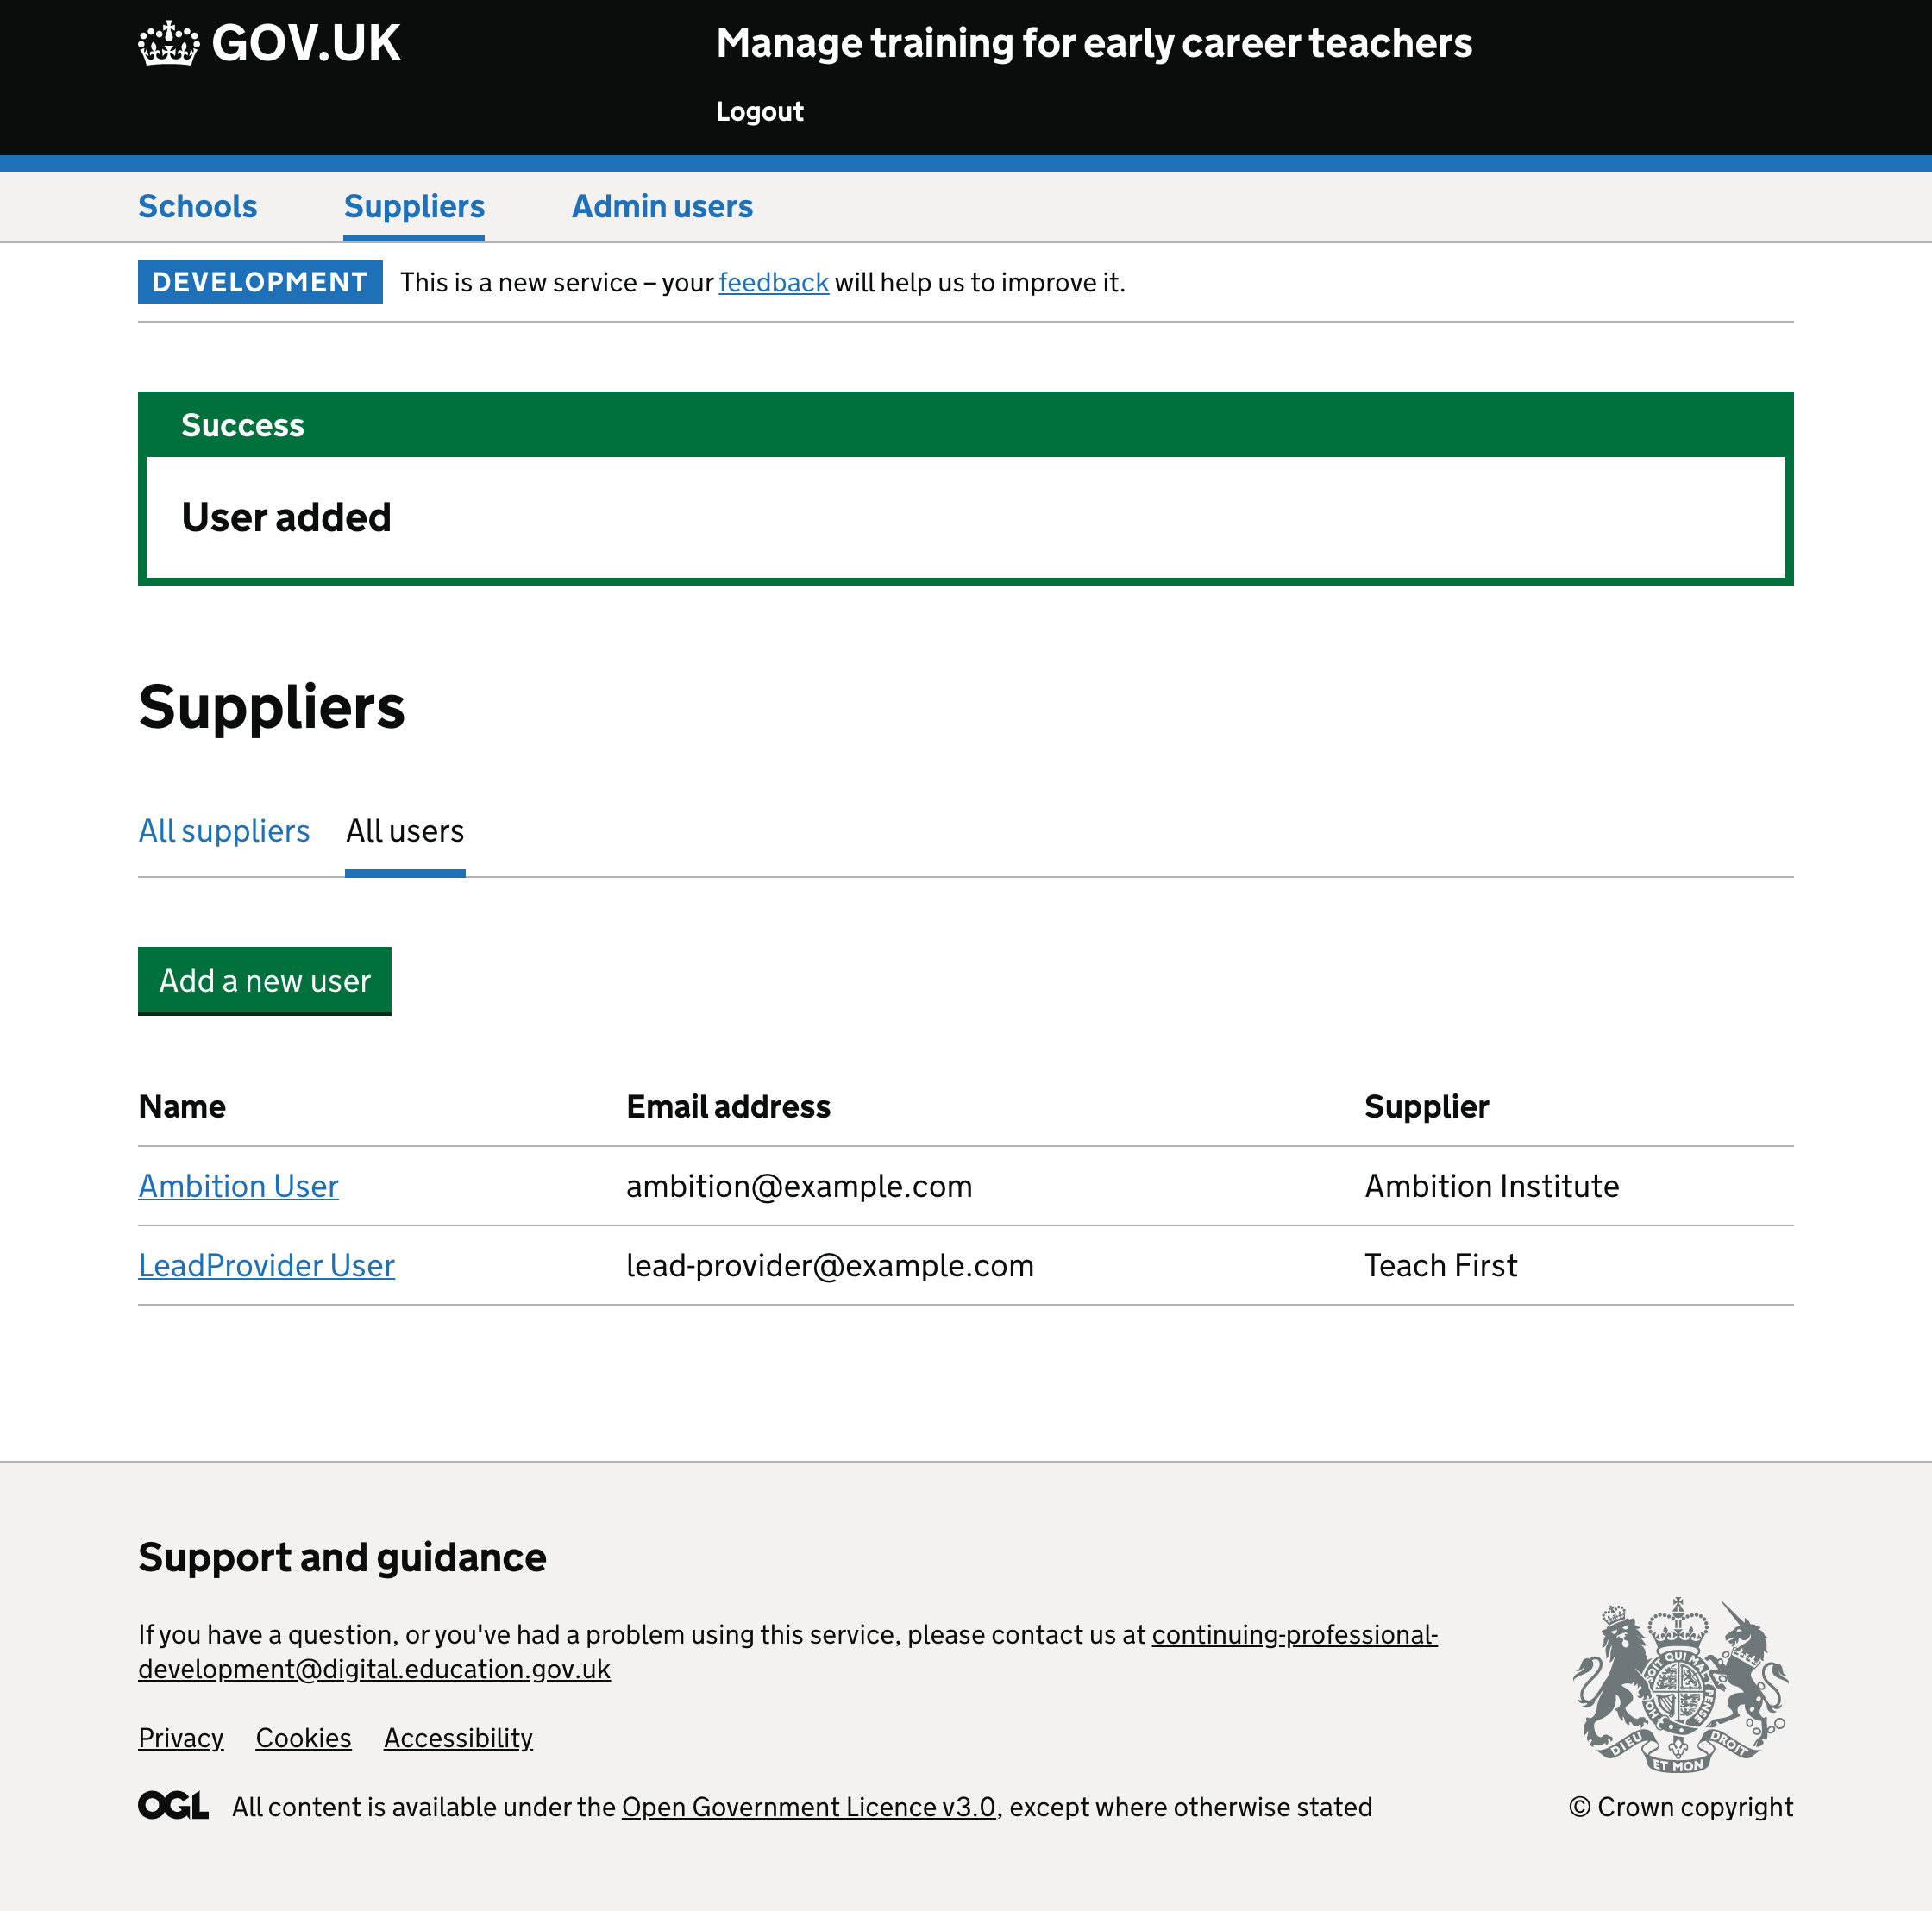 GOV.UK
Manage training for early career teachers
Logout
Schools Suppliers Admin users
DEVELOPMENT This is a new service – your feedback will help us to improve it.
Success
User added
Suppliers
All suppliers All users
Add a new user
Name Email address Supplier
Ambition User ambition@example.com Ambition Institute
LeadProvider User lead-provider@example.com Teach First
Support and guidance
If you have a question, or you've had a problem using this service, please contact us at continuing-professional-
development@digital.education.gov.uk
Privacy Cookies Accessibility
SOIT QUI MAL Y PENSE HON
DIEU ET MON DROIT
OGL All content is available under the Open Government Licence v3.0, except where otherwise stated
© Crown copyright